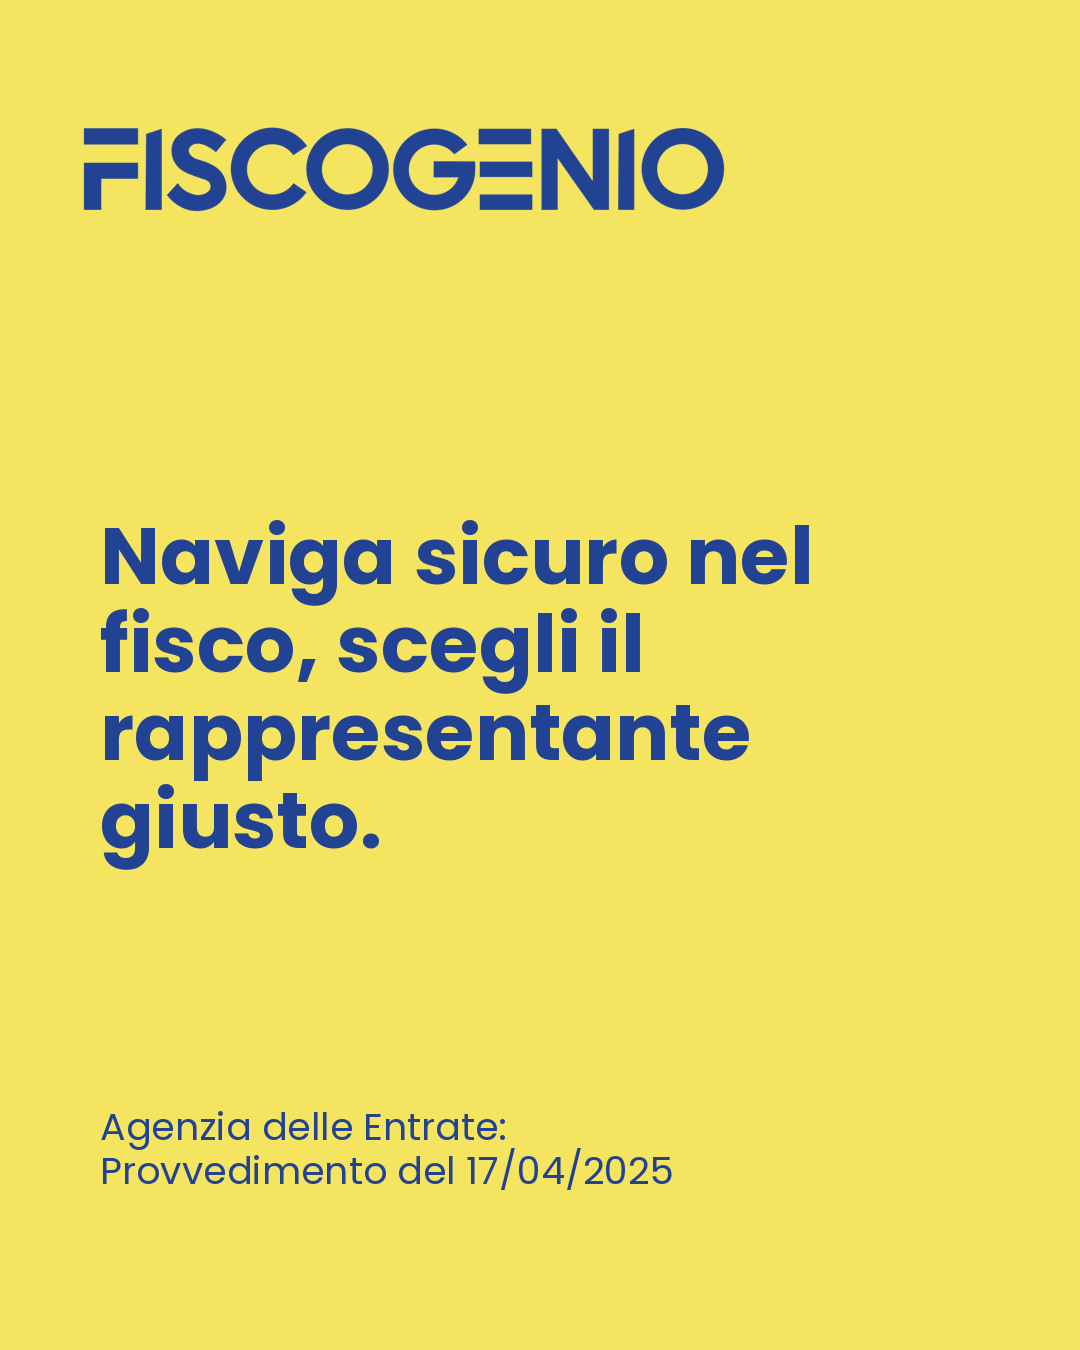 FISCOGENIO
Naviga sicuro nel
fisco, scegli il
rappresentante
giusto.
Agenzia delle Entrate:
Provvedimento del 17/04/2025